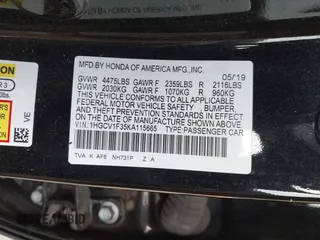 MFD BY HONDA OF AMERICA MFG.,INC. 05/19
GVWR 4475LBS GAWR F 2359LBS R 2116LBS
GVWR 2030KG GAWR F 1070KG R 960KG
THIS VEHICLE CONFORMS TO ALL APPLICABLE
FEDERAL MOTOR VEHICLE SAFETY, BUMPER, AND
THEFT PREVENTION STANDARDS IN EFFECT ON THE
DATE OF MANUFACTURE SHOWN ABOVE.
V.I.N.: 1HGCV1F35KA115665 TYPE:PASSENGER CAR
TVA K AF6 NH731P Z A
R 3